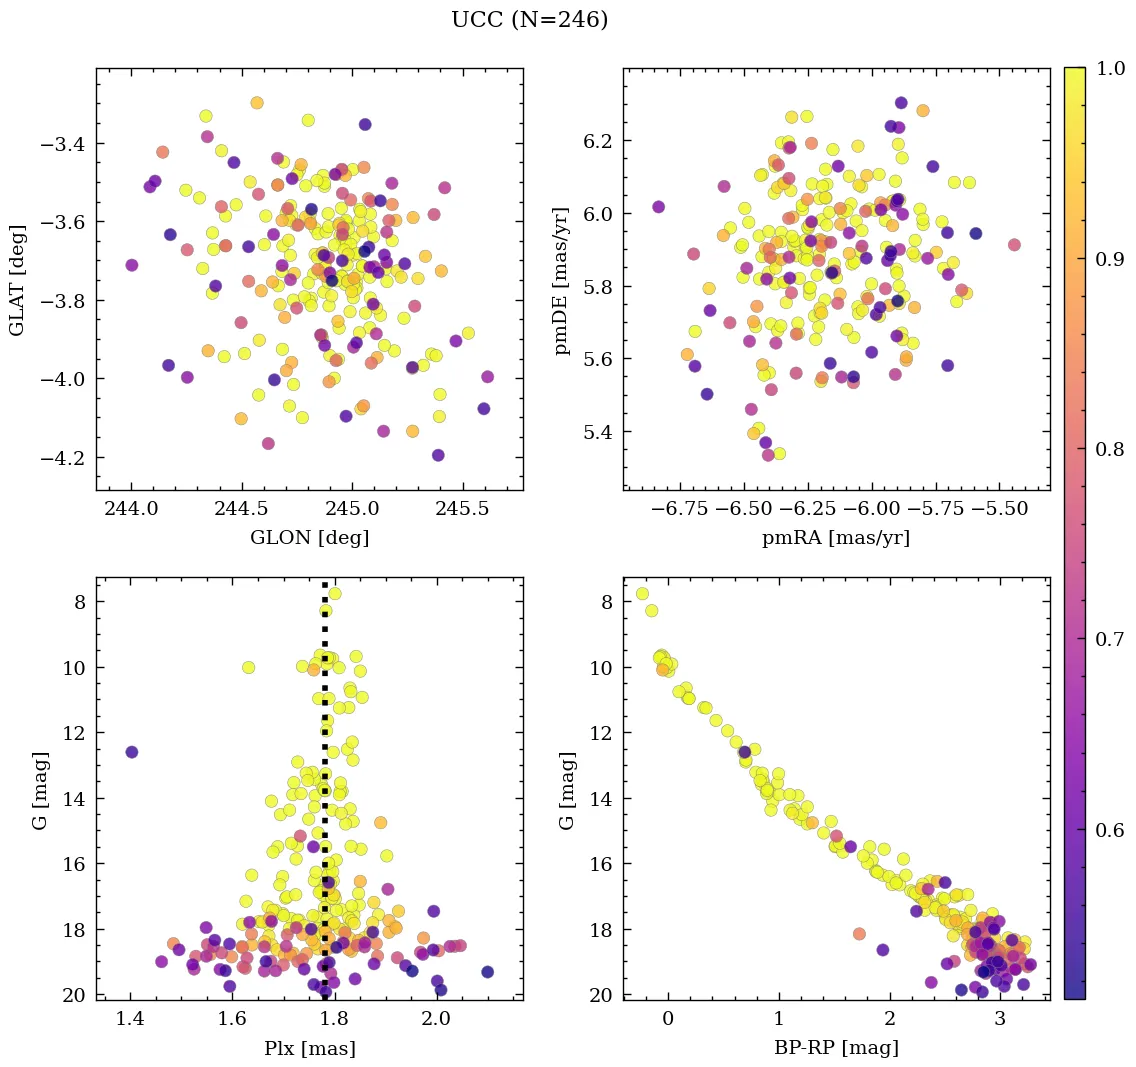 UCC (N=246)
−3.4
−3.6
−3.8
−4.0
−4.2
GLAT [deg]
244.0 244.5 245.0 245.5
GLON [deg]
6.2
6.0
5.8
5.6
5.4
pmDE [mas/yr]
−6.75 −6.50 −6.25 −6.00 −5.75 −5.50
pmRA [mas/yr]
1.0
0.9
0.8
0.7
0.6
8
10
12
14
16
18
20
G [mag]
1.4 1.6 1.8 2.0
Plx [mas]
8
10
12
14
16
18
20
G [mag]
0 1 2 3
BP-RP [mag]